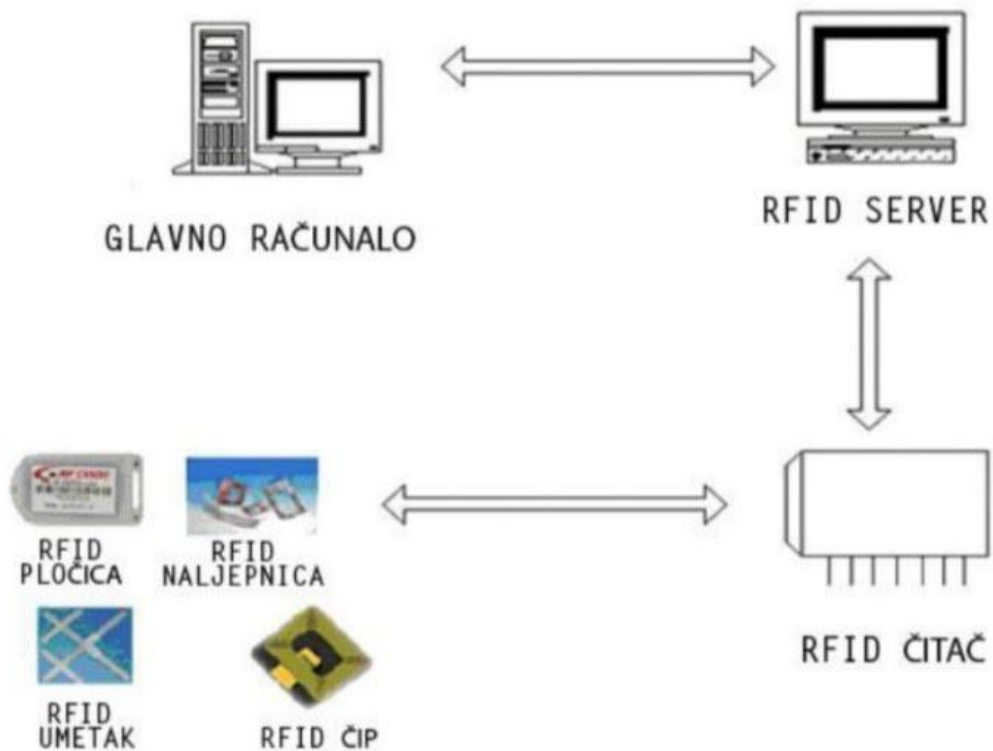 GLAVNO RAČUNALO
RFID SERVER
RFID
PLOČICA
RFID
NALJEPNICA
RFID ČITAČ
RFID
UMETAK
RFID ČIP